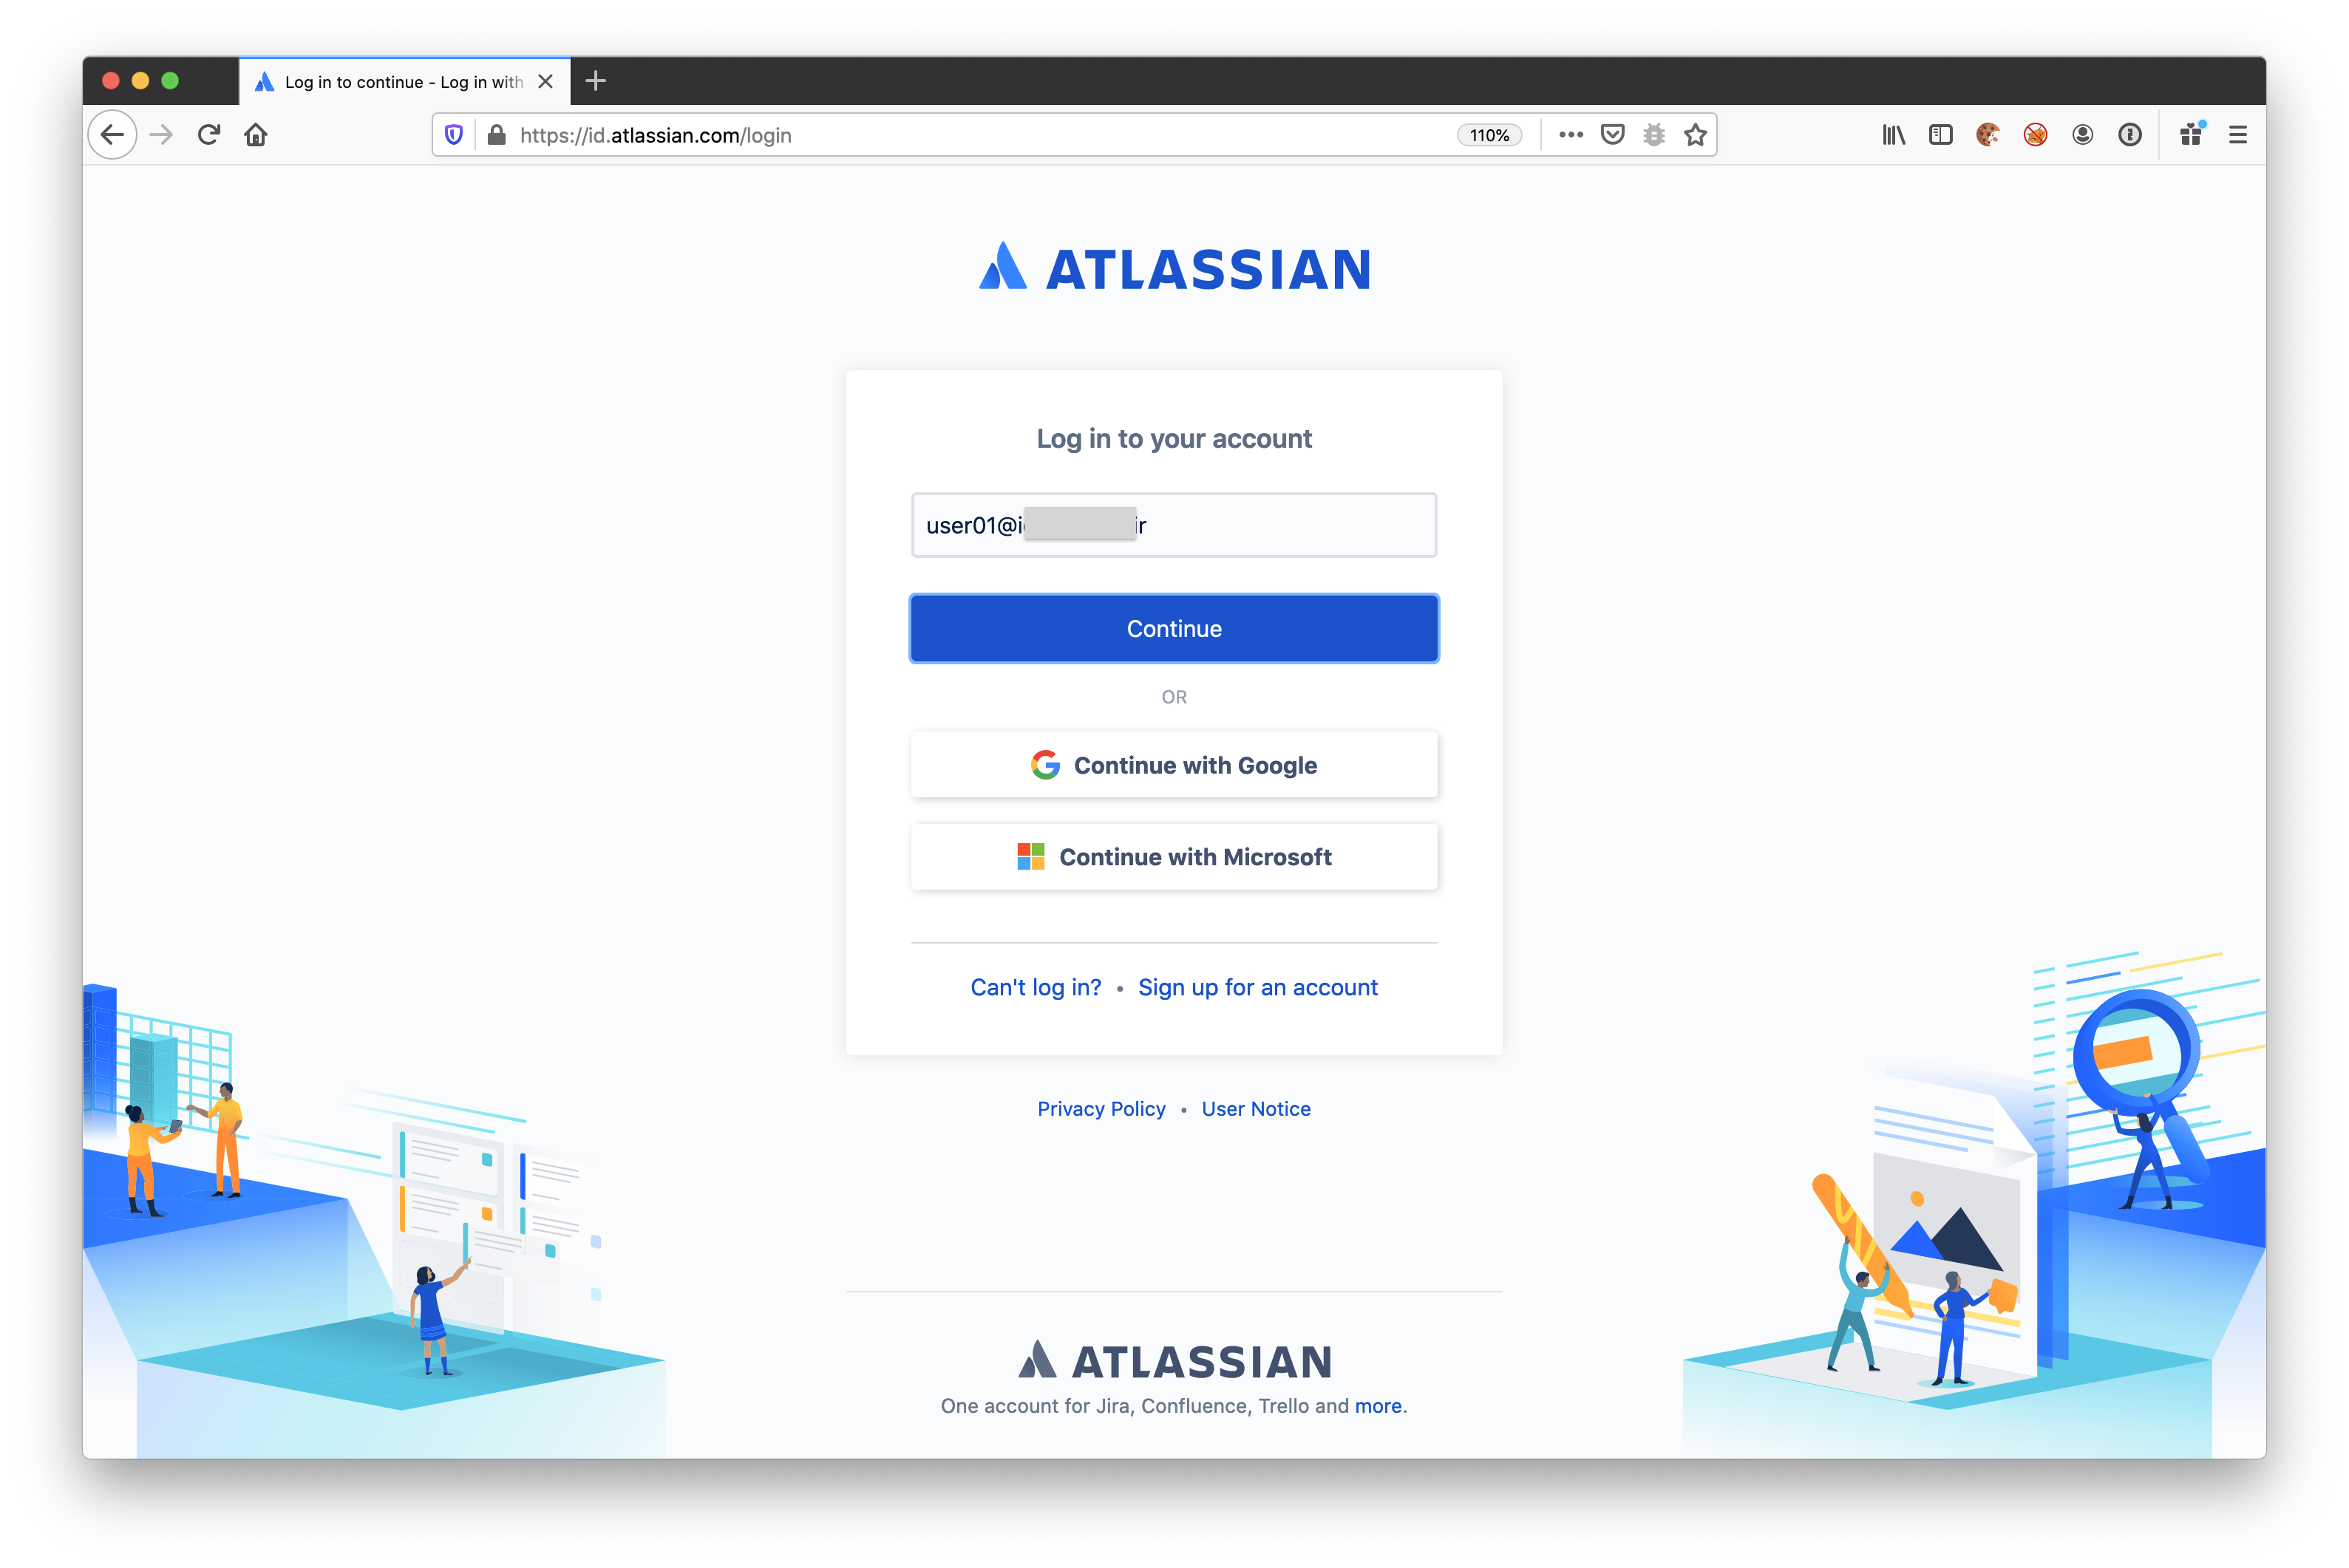 Log in to continue - Log in with
https://id.atlassian.com/login
110%
ATLASSIAN
Log in to your account
user01@i ir
Continue
OR
Continue with Google
Continue with Microsoft
Can't log in? • Sign up for an account
Privacy Policy • User Notice
ATLASSIAN
One account for Jira, Confluence, Trello and more.